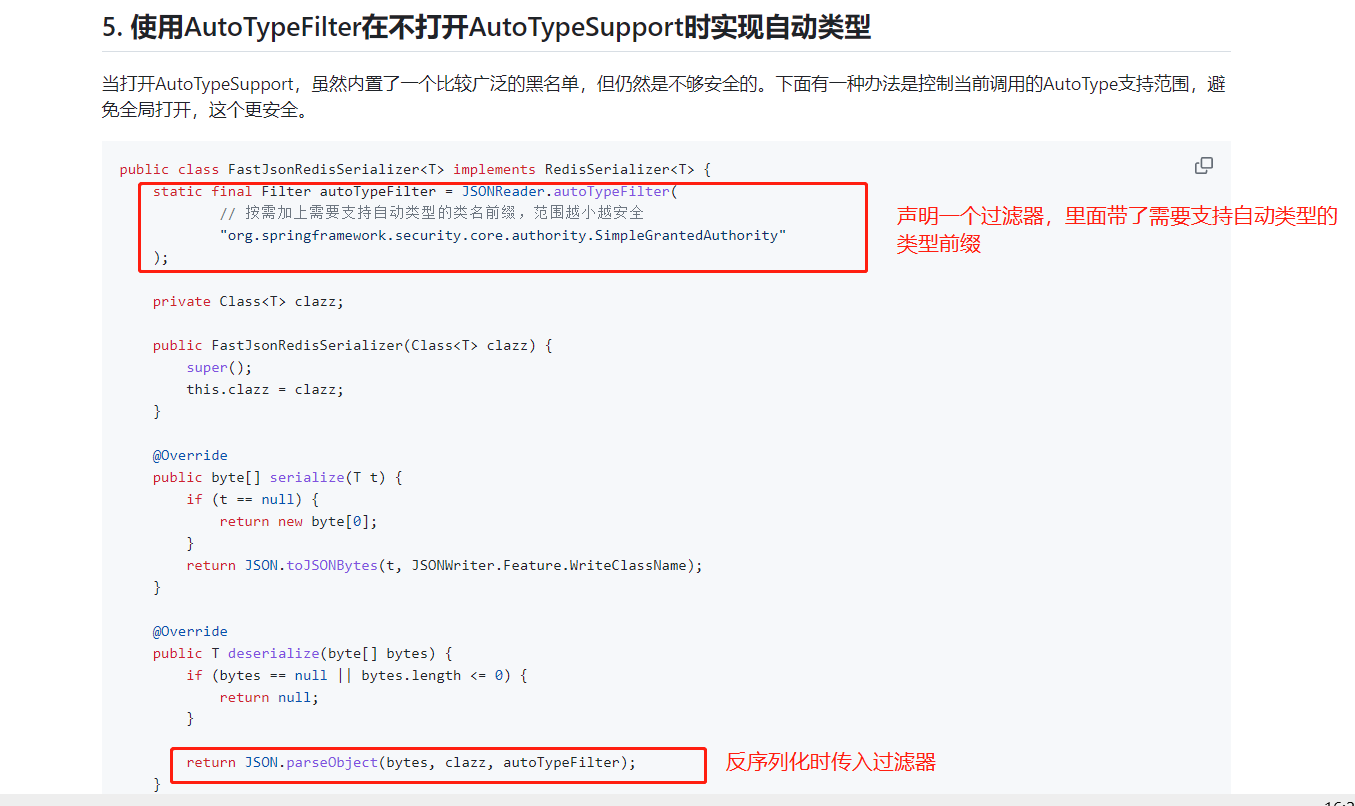 5. 使用AutoTypeFilter在不打开AutoTypeSupport时实现自动类型
当打开AutoTypeSupport，虽然内置了一个比较广泛的黑名单，但仍然是不够安全的。下面有一种办法是控制当前调用的AutoType支持范围，避
免全局打开，这个更安全。
public class FastJsonRedisSerializer<T> implements RedisSerializer<T> {
static final Filter autoTypeFilter = JSONReader.autoTypeFilter(
// 按需加上需要支持自动类型的类名前缀，范围越小越安全
"org.springframework.security.core.authority.SimpleGrantedAuthority"
);
声明一个过滤器，里面带了需要支持自动类型的
类型前缀
private Class<T> clazz;
public FastJsonRedisSerializer(Class<T> clazz) {
super();
this.clazz = clazz;
}
@Override
public byte[] serialize(T t) {
if (t == null) {
return new byte[0];
}
return JSON.toJSONBytes(t, JSONWriter.Feature.WriteClassName);
}
@Override
public T deserialize(byte[] bytes) {
if (bytes == null || bytes.length <= 0) {
return null;
}
return JSON.parseObject(bytes, clazz, autoTypeFilter);
反序列化时传入过滤器
}